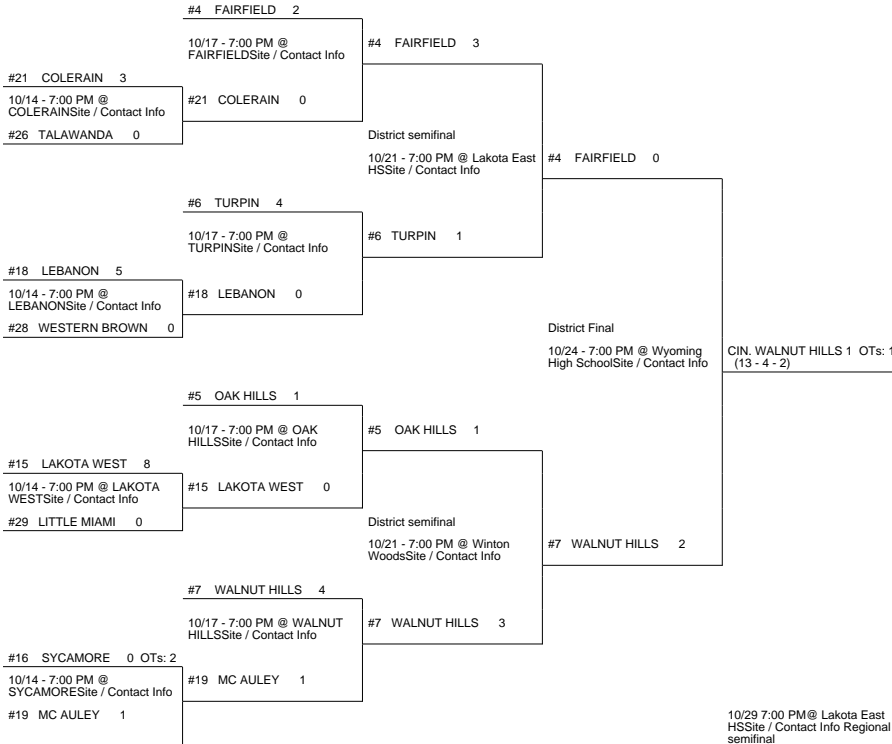 #4 FAIRFIELD 2
10/17 - 7:00 PM @
FAIRFIELDSite / Contact Info
#4 FAIRFIELD 3
#21 COLERAIN 3
10/14 - 7:00 PM @
COLERAINSite / Contact Info
#21 COLERAIN 0
#26 TALAWANDA 0
District semifinal
10/21 - 7:00 PM @ Lakota East
HSSite / Contact Info
#4 FAIRFIELD 0
#6 TURPIN 4
10/17 - 7:00 PM @
TURPINSite / Contact Info
#6 TURPIN 1
#18 LEBANON 5
10/14 - 7:00 PM @
LEBANONSite / Contact Info
#18 LEBANON 0
#28 WESTERN BROWN 0
District Final
10/24 - 7:00 PM @ Wyoming
High SchoolSite / Contact Info
CIN. WALNUT HILLS 1 OTs: 1
(13 - 4 - 2)
#5 OAK HILLS 1
10/17 - 7:00 PM @ OAK
HILLSSite / Contact Info
#5 OAK HILLS 1
#15 LAKOTA WEST 8
10/14 - 7:00 PM @ LAKOTA
WESTSite / Contact Info
#15 LAKOTA WEST 0
#29 LITTLE MIAMI 0
District semifinal
10/21 - 7:00 PM @ Winton
WoodsSite / Contact Info
#7 WALNUT HILLS 2
#7 WALNUT HILLS 4
10/17 - 7:00 PM @ WALNUT
HILLSSite / Contact Info
#7 WALNUT HILLS 3
#16 SYCAMORE 0 OTs: 2
10/14 - 7:00 PM @
SYCAMORESite / Contact Info
#19 MC AULEY 1
#19 MC AULEY 1
10/29 7:00 PM@ Lakota East
HSSite / Contact Info Regional
semifinal